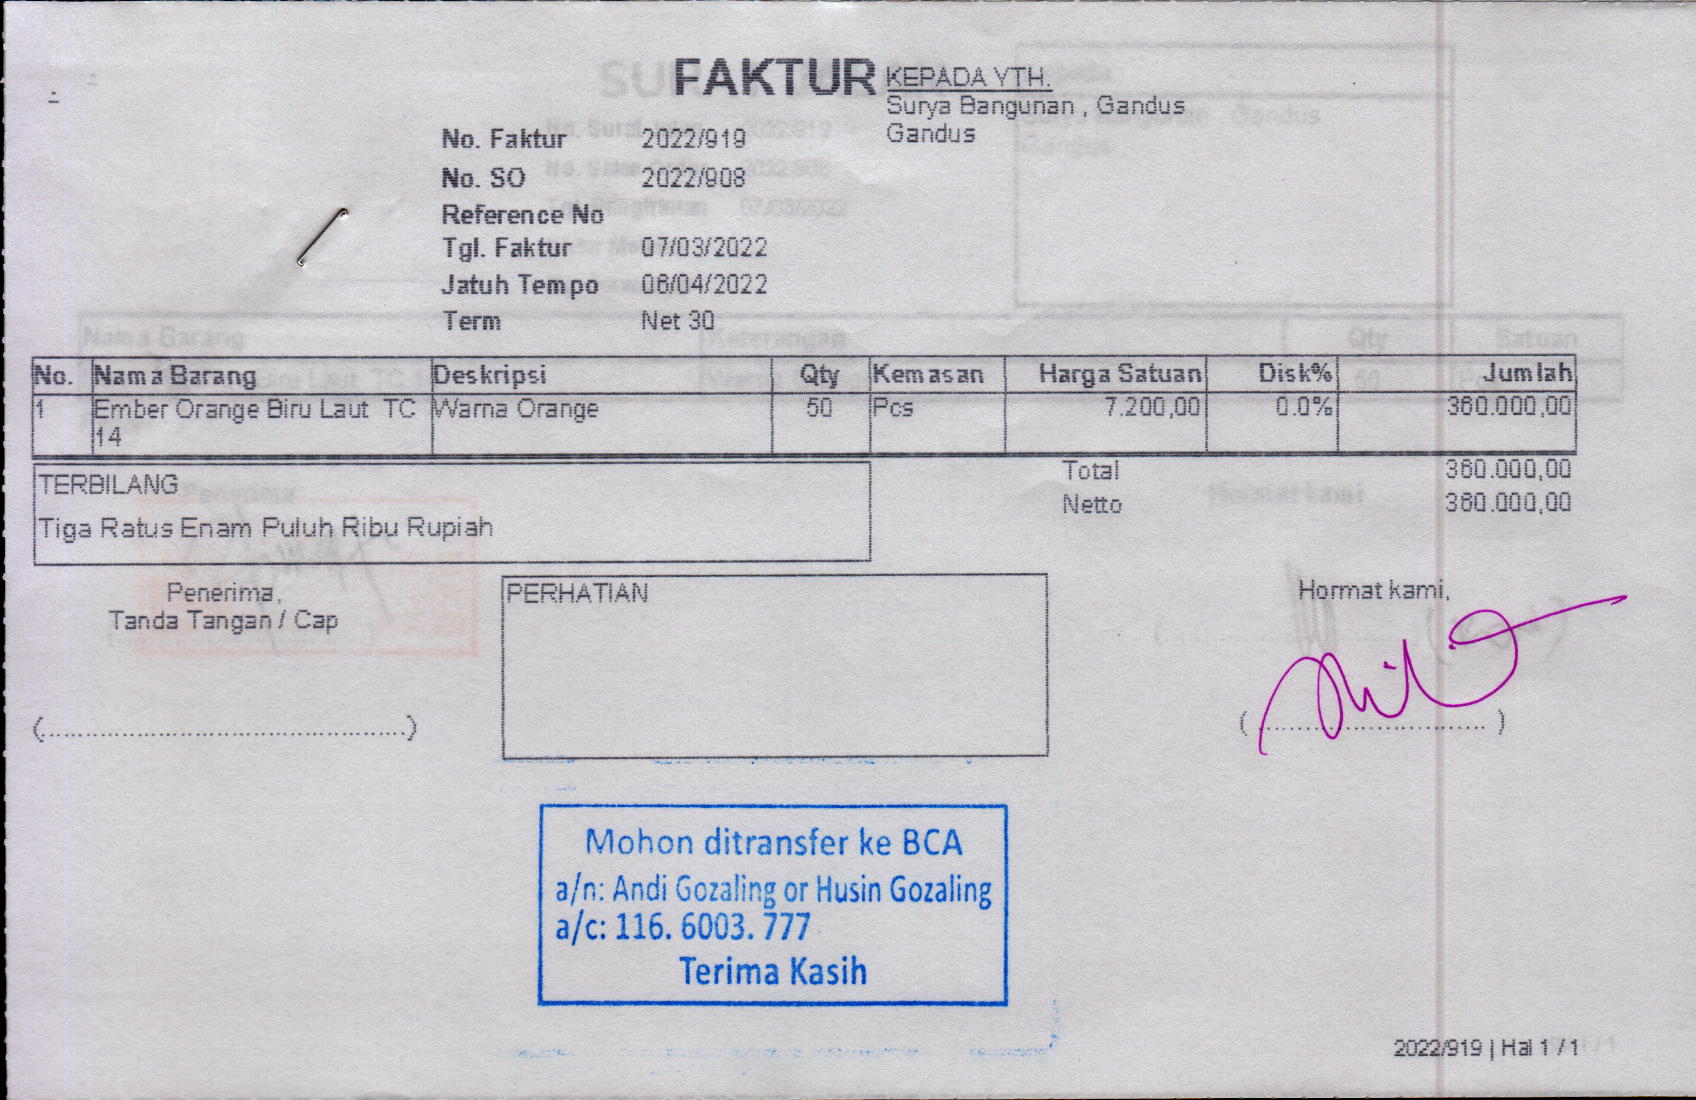 FAKTUR
KEPADA YTH.
Surya Bangunan , Gandus
Gandus
No. Faktur 2022/919
No. SO 2022/908
Reference No
Tgl. Faktur 07/03/2022
Jatuh Tempo 06/04/2022
Term Net 30
No. Nama Barang Deskripsi Qty Kemasan Harga Satuan Disk% Jumlah
1 Ember Orange Biru Laut TC Warna Orange 50 Pcs 7.200,00 0.0% 360.000,00
14
Total 360.000,00
Netto 360.000,00
TERBILANG
Tiga Ratus Enam Puluh Ribu Rupiah
Penerima,
Tanda Tangan / Cap
(..............................................)
PERHATIAN
Hormat kami,
( .............................. )
Mohon ditransfer ke BCA
a/n: Andi Gozaling or Husin Gozaling
a/c: 116. 6003. 777
Terima Kasih
2022/919 | Hal 1 / 1